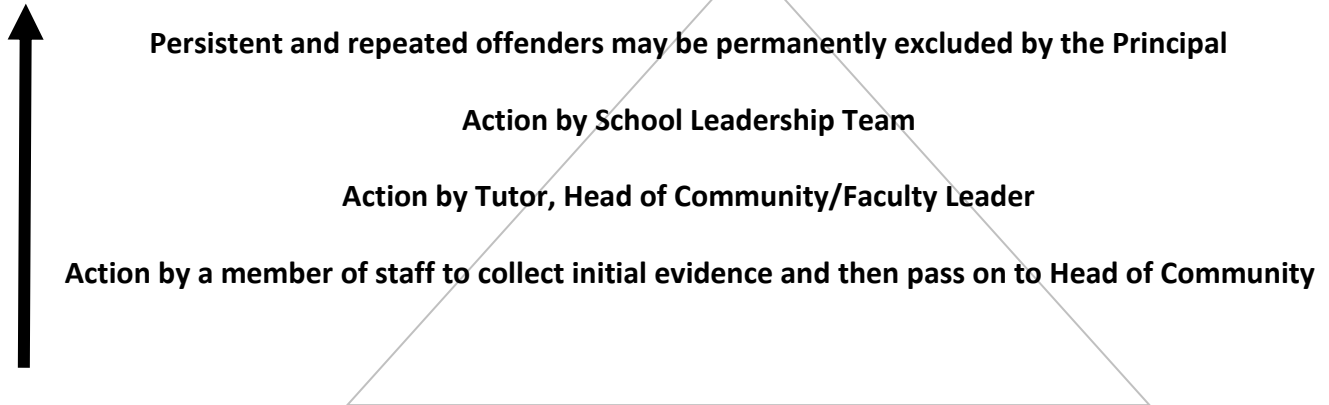 Persistent and repeated offenders may be permanently excluded by the Principal
Action by School Leadership Team
Action by Tutor, Head of Community/Faculty Leader
Action by a member of staff to collect initial evidence and then pass on to Head of Community